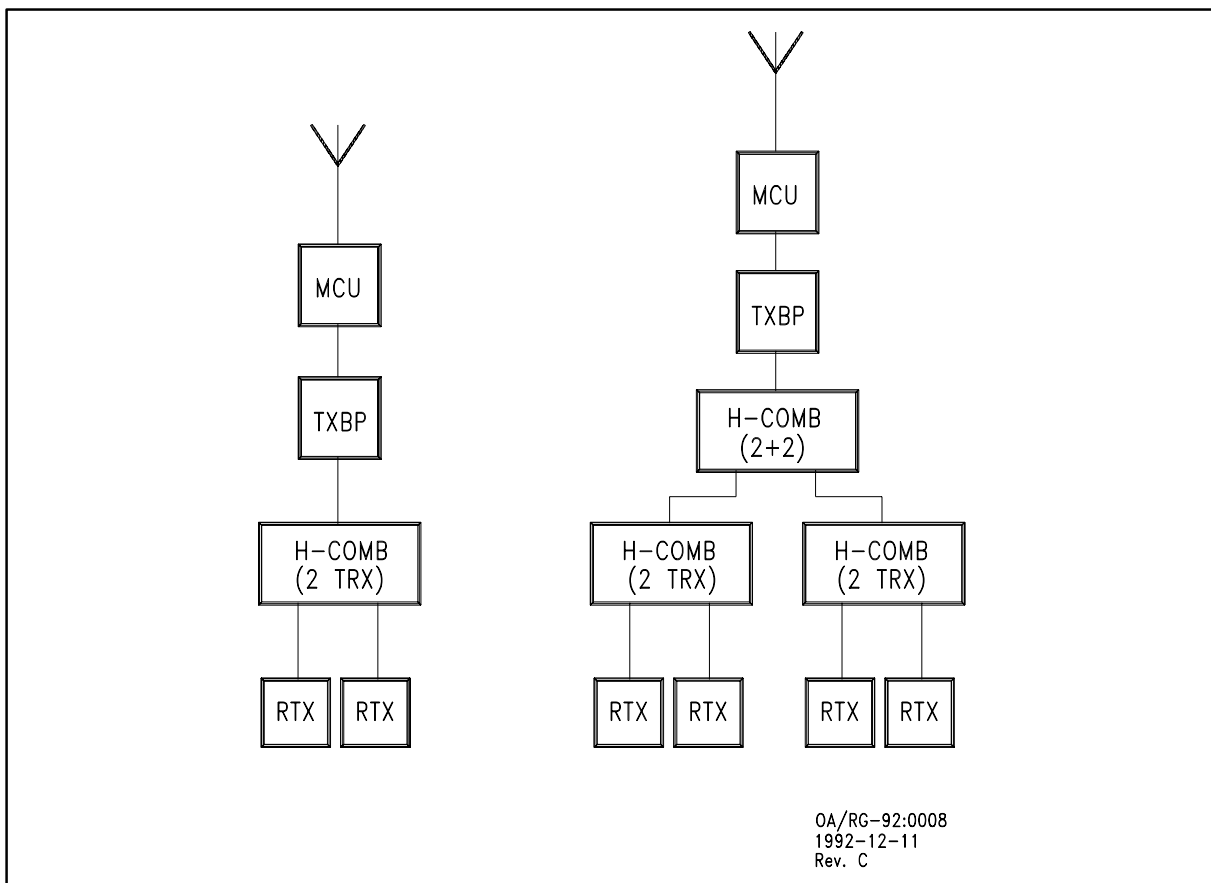 MCU
TXBP
H-COMB
(2 TRX)
RTX RTX
MCU
TXBP
H-COMB
(2+2)
H-COMB
(2 TRX)
H-COMB
(2 TRX)
RTX RTX RTX RTX
OA/RG-92:0008
1992-12-11
Rev. C